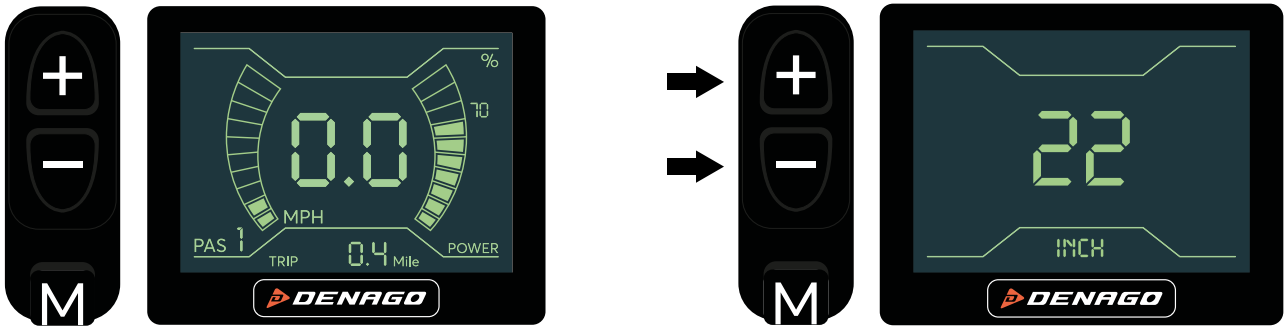 +
−
M
%
70
0.0
MPH
PAS 1
TRIP 0.4 Mile
POWER
DENAGO
+
−
M
22
INCH
DENAGO